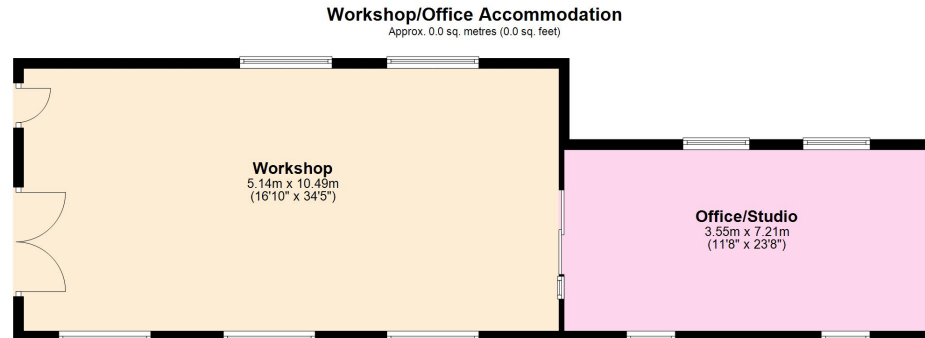 Workshop/Office Accommodation
Approx. 0.0 sq. metres (0.0 sq. feet)
Workshop
5.14m x 10.49m
(16'10" x 34'5")
Office/Studio
3.55m x 7.21m
(11'8" x 23'8")